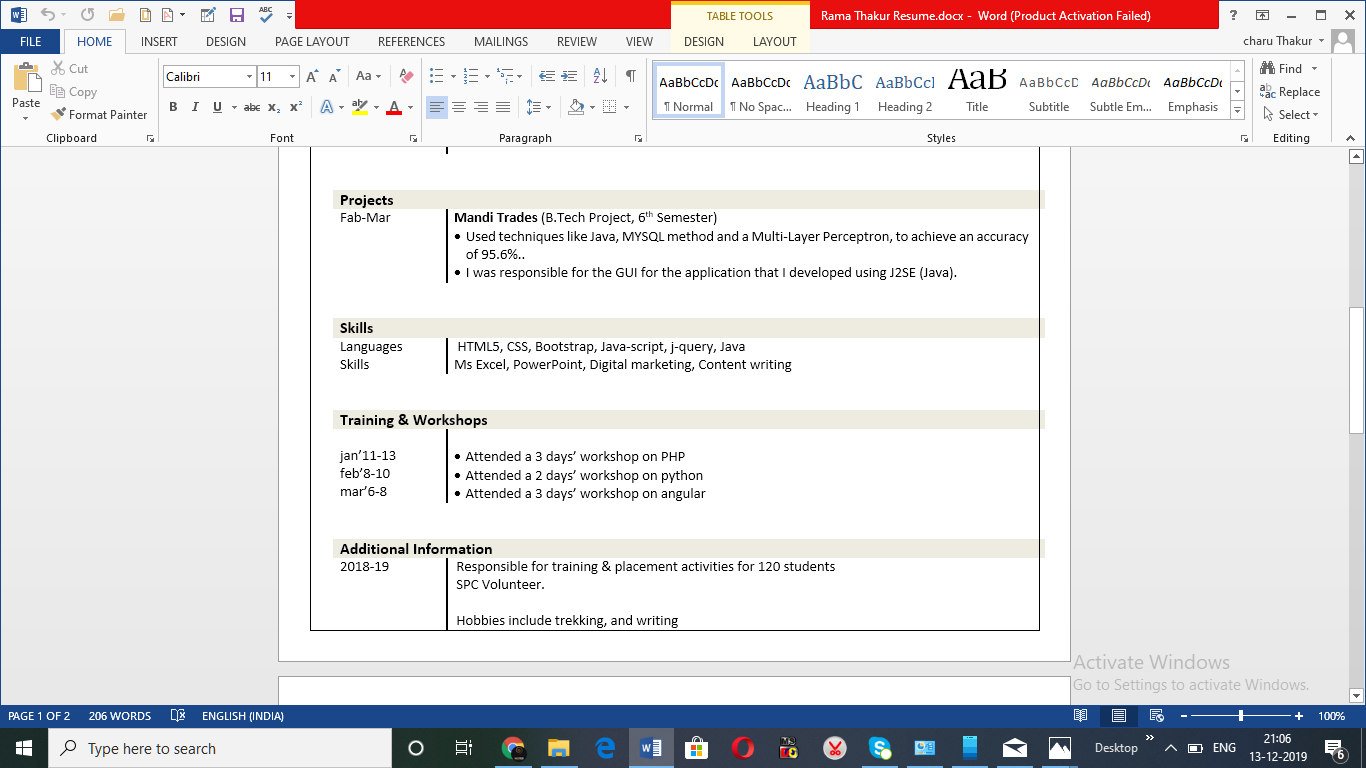 TABLE TOOLS
Rama Thakur Resume.docx - Word (Product Activation Failed)
FILE HOME INSERT DESIGN PAGE LAYOUT REFERENCES MAILINGS REVIEW VIEW DESIGN LAYOUT charu Thakur
Paste
Cut
Copy
Format Painter
Clipboard
Calibri 11
Font
Paragraph
AaBbCcDc AaBbCcDc AaBbC AaBbCcI AaB AaBbCcD AaBbCcDc AaBbCcDc
¶ Normal ¶ No Spac... Heading 1 Heading 2 Title Subtitle Subtle Em... Emphasis
Styles
Find
Replace
Select
Editing
Projects
Fab-Mar Mandi Trades (B.Tech Project, 6th Semester)
• Used techniques like Java, MYSQL method and a Multi-Layer Perceptron, to achieve an accuracy
of 95.6%..
• I was responsible for the GUI for the application that I developed using J2SE (Java).
Skills
Languages HTML5, CSS, Bootstrap, Java-script, j-query, Java
Skills Ms Excel, PowerPoint, Digital marketing, Content writing
Training & Workshops
jan’11-13 • Attended a 3 days’ workshop on PHP
feb’8-10 • Attended a 2 days’ workshop on python
mar’6-8 • Attended a 3 days’ workshop on angular
Additional Information
2018-19 Responsible for training & placement activities for 120 students
SPC Volunteer.
Hobbies include trekking, and writing
Activate Windows
Go to Settings to activate Windows.
PAGE 1 OF 2 206 WORDS ENGLISH (INDIA) 100%
Type here to search
Desktop ENG 21:06
13-12-2019
6